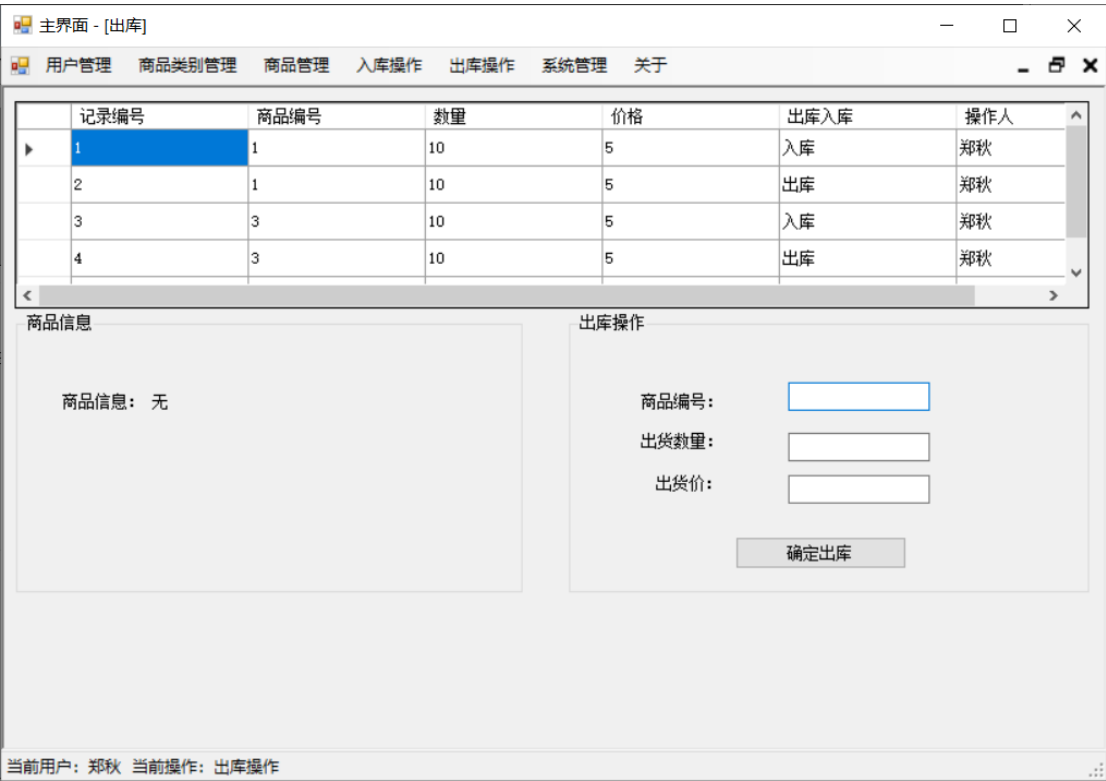 主界面 - [出库]
用户管理 商品类别管理 商品管理 入库操作 出库操作 系统管理 关于
记录编号 商品编号 数量 价格 出库入库 操作人
1 1 10 5 入库 郑秋
2 1 10 5 出库 郑秋
3 3 10 5 入库 郑秋
4 3 10 5 出库 郑秋
商品信息
商品信息: 无
出库操作
商品编号:
出货数量:
出货价:
确定出库
当前用户: 郑秋 当前操作: 出库操作